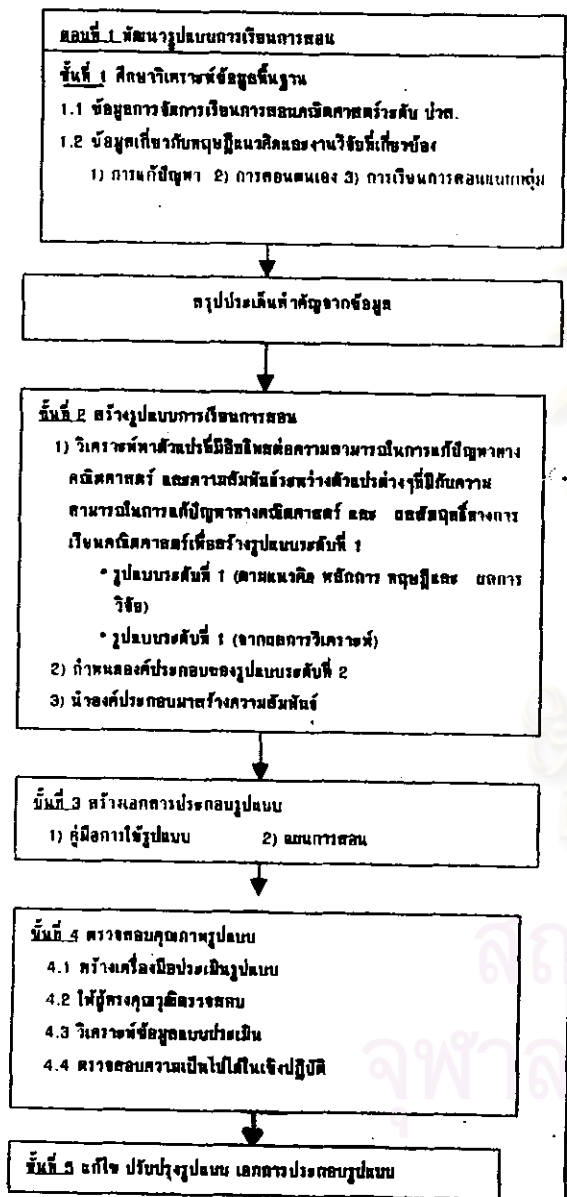 ตอนที่ 1 พัฒนารูปแบบการเรียนการสอน
ขั้นที่ 1 ศึกษาวิเคราะห์ข้อมูลพื้นฐาน
1.1 ข้อมูลการจัดการเรียนการสอนคณิตศาสตร์ระดับ ปวส.
1.2 ข้อมูลเกี่ยวกับทฤษฎีแนวคิดและงานวิจัยที่เกี่ยวข้อง
1) การแก้ปัญหา 2) การสอนตนเอง 3) การเรียนการสอนแบบกลุ่ม
สรุปประเด็นสำคัญจากข้อมูล
ขั้นที่ 2 สร้างรูปแบบการเรียนการสอน
1) วิเคราะห์หาตัวแปรที่มีอิทธิพลต่อความสามารถในการแก้ปัญหาทาง
คณิตศาสตร์ และความสัมพันธ์ระหว่างตัวแปรต่างๆที่มีกับความ
สามารถในการแก้ปัญหาทางคณิตศาสตร์ และ ผลสัมฤทธิ์ทางการ
เรียนคณิตศาสตร์เพื่อสร้างรูปแบบระดับที่ 1
* รูปแบบระดับที่ 1 (ตามแนวคิด หลักการ ทฤษฎีและ ผลการ
วิจัย)
* รูปแบบระดับที่ 1 (จากผลการวิเคราะห์)
2) กำหนดองค์ประกอบของรูปแบบระดับที่ 2
3) นำองค์ประกอบมาสร้างความสัมพันธ์
ขั้นที่ 3 สร้างเอกสารประกอบรูปแบบ
1) คู่มือการใช้รูปแบบ 2) แผนการสอน
ขั้นที่ 4 ตรวจสอบคุณภาพรูปแบบ
4.1 สร้างเครื่องมือประเมินรูปแบบ
4.2 ให้ผู้ทรงคุณวุฒิตรวจสอบ
4.3 วิเคราะห์ข้อมูลแบบประเมิน
4.4 ตรวจสอบความเป็นไปได้ในเชิงปฏิบัติ
ขั้นที่ 5 แก้ไข ปรับปรุงรูปแบบ เอกสารประกอบรูปแบบ